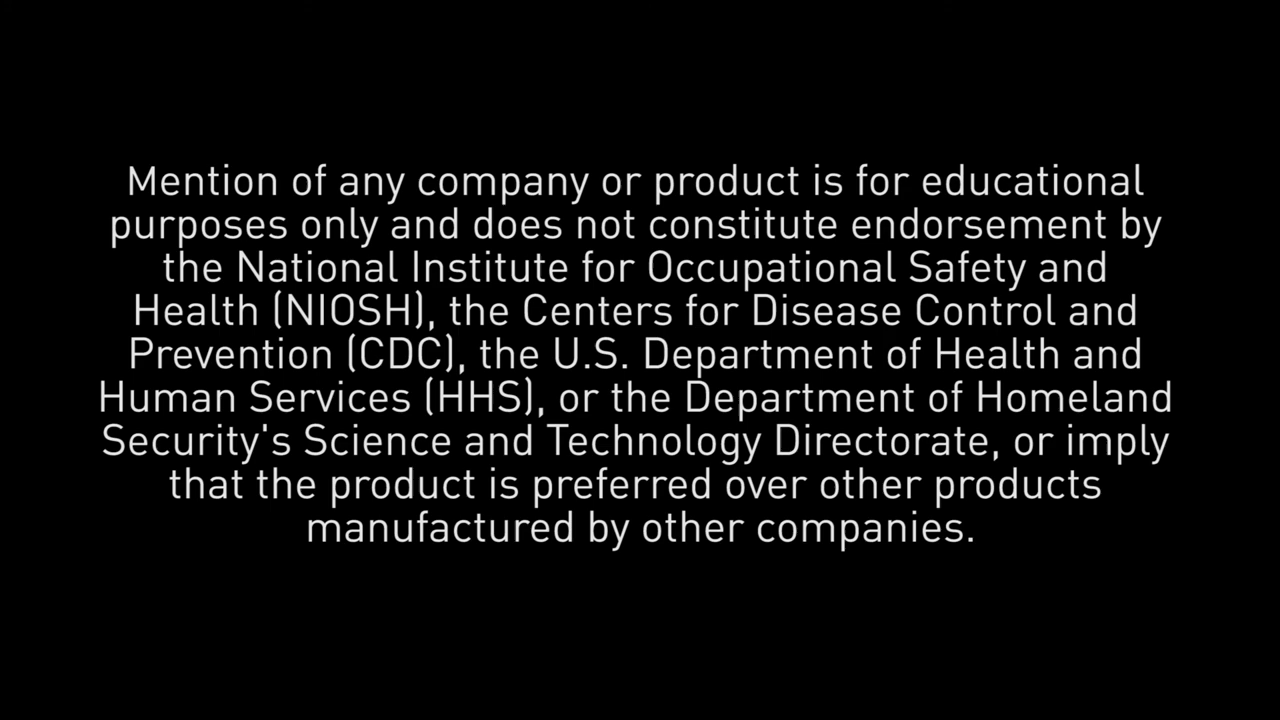 Mention of any company or product is for educational
purposes only and does not constitute endorsement by
the National Institute for Occupational Safety and
Health (NIOSH), the Centers for Disease Control and
Prevention (CDC), the U.S. Department of Health and
Human Services (HHS), or the Department of Homeland
Security's Science and Technology Directorate, or imply
that the product is preferred over other products
manufactured by other companies.